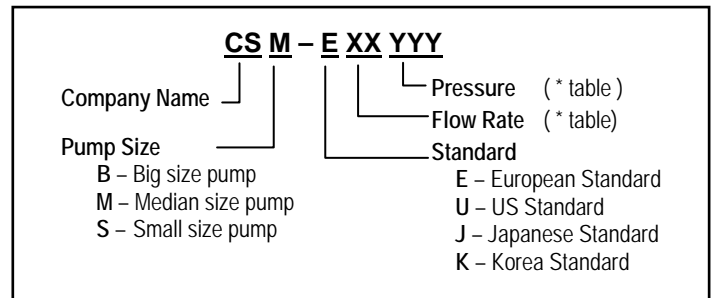 CS M – E XX YYY
Company Name
Pressure ( * table )
Flow Rate ( * table)
Pump Size
B – Big size pump
M – Median size pump
S – Small size pump
Standard
E – European Standard
U – US Standard
J – Japanese Standard
K – Korea Standard